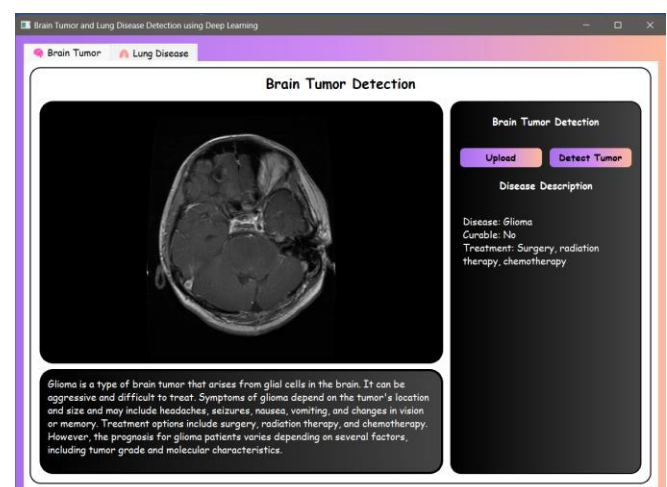 Brain Tumor and Lung Disease Detection using Deep Learning
Brain Tumor
Lung Disease
Brain Tumor Detection
Brain Tumor Detection
Upload
Detect Tumor
Disease Description
Disease: Glioma
Curable: No
Treatment: Surgery, radiation
therapy, chemotherapy
Glioma is a type of brain tumor that arises from glial cells in the brain. It can be
aggressive and difficult to treat. Symptoms of glioma depend on the tumor's location
and size and may include headaches, seizures, nausea, vomiting, and changes in vision
or memory. Treatment options include surgery, radiation therapy, and chemotherapy.
However, the prognosis for glioma patients varies depending on several factors,
including tumor grade and molecular characteristics.